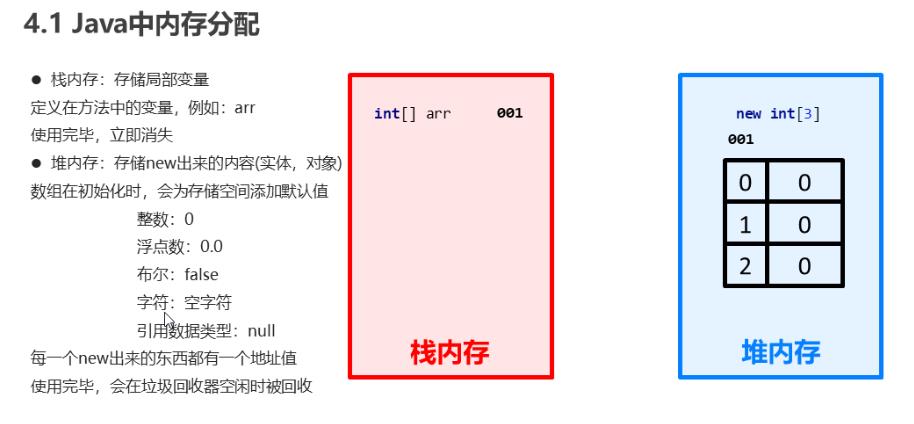 4.1 Java中内存分配
● 栈内存：存储局部变量
定义在方法中的变量，例如：arr
使用完毕，立即消失
● 堆内存：存储new出来的内容(实体，对象)
数组在初始化时，会为存储空间添加默认值
整数：0
浮点数：0.0
布尔：false
字符：空字符
引用数据类型：null
每一个new出来的东西都有一个地址值
使用完毕，会在垃圾回收器空闲时被回收
int[] arr 001
栈内存
new int[3]
001
0 0
1 0
2 0
堆内存